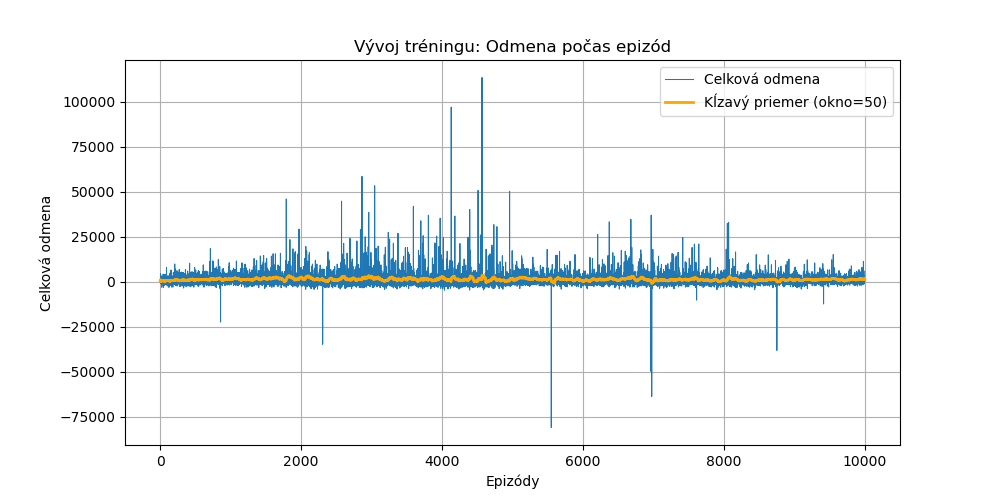 Vývoj tréningu: Odmena počas epizód
Celková odmena
Kĺzavý priemer (okno=50)
100000
75000
50000
25000
0
−25000
−50000
−75000
Celková odmena
0
2000
4000
6000
8000
10000
Epizódy